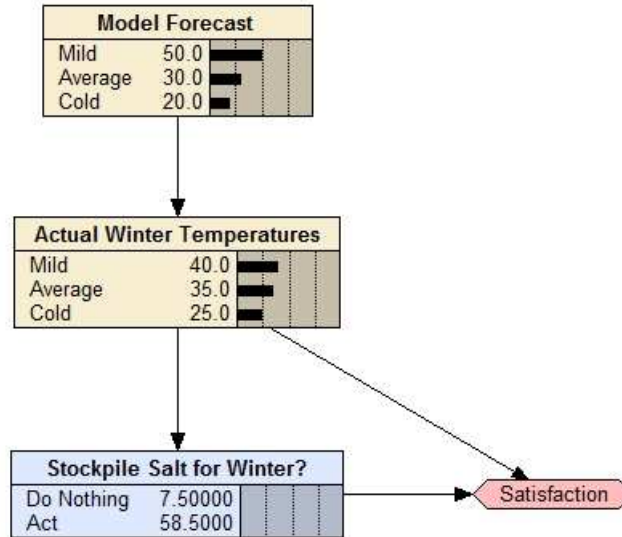 Model Forecast
Mild 50.0
Average 30.0
Cold 20.0
Actual Winter Temperatures
Mild 40.0
Average 35.0
Cold 25.0
Stockpile Salt for Winter?
Do Nothing 7.50000
Act 58.5000
Satisfaction